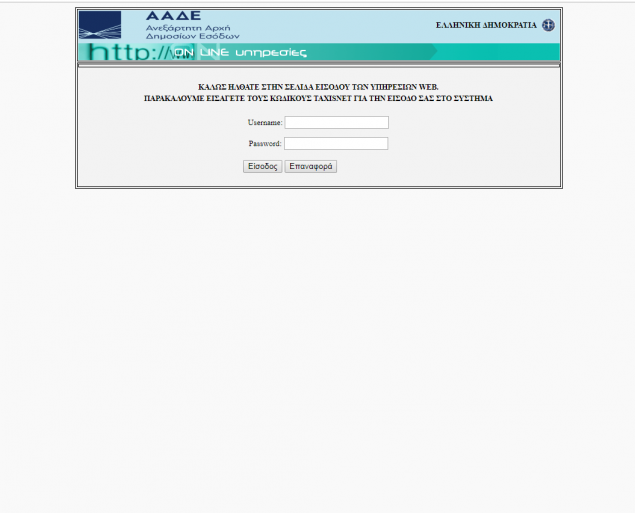 ΑΑΔΕ
Ανεξάρτητη Αρχή
Δημοσίων Εσόδων
ΕΛΛΗΝΙΚΗ ΔΗΜΟΚΡΑΤΙΑ
http://www
ON LINE υπηρεσίες
ΚΑΛΩΣ ΗΛΘΑΤΕ ΣΤΗΝ ΣΕΛΙΔΑ ΕΙΣΟΔΟΥ ΤΩΝ ΥΠΗΡΕΣΙΩΝ WEB.
ΠΑΡΑΚΑΛΟΥΜΕ ΕΙΣΑΓΕΤΕ ΤΟΥΣ ΚΩΔΙΚΟΥΣ TAXISNET ΓΙΑ ΤΗΝ ΕΙΣΟΔΟ ΣΑΣ ΣΤΟ ΣΥΣΤΗΜΑ
Username:
Password:
Είσοδος Επαναφορά